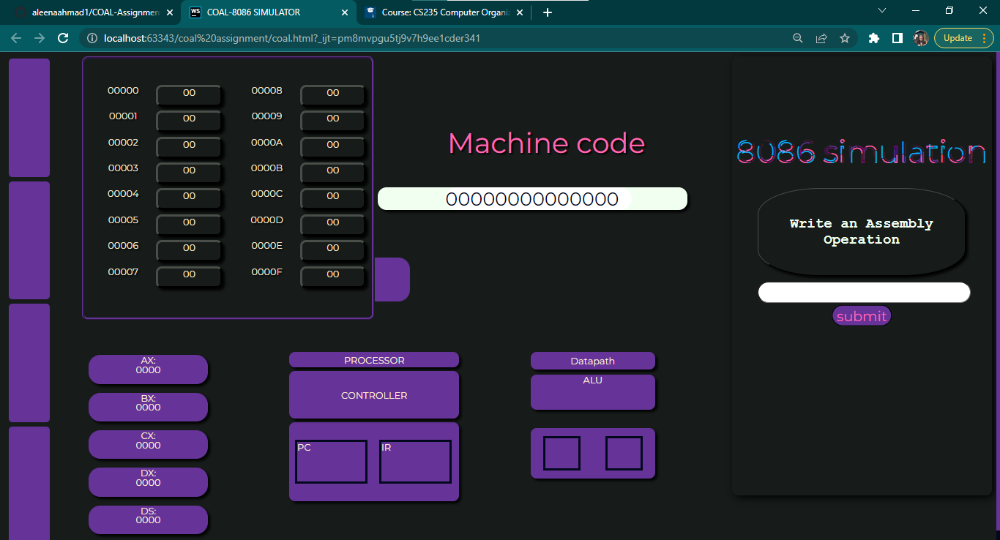 aleenaahmad1/COAL-Assignmen
COAL-8086 SIMULATOR
Course: CS235 Computer Organiz
localhost:63343/coal%20assignment/coal.html?_ijt=pm8mvpgu5tj9v7h9ee1cder341
Update
00000 00 00008 00
00001 00 00009 00
00002 00 0000A 00
00003 00 0000B 00
00004 00 0000C 00
00005 00 0000D 00
00006 00 0000E 00
00007 00 0000F 00
Machine code
00000000000000
8086 simulation
Write an Assembly
Operation
submit
AX:
0000
BX:
0000
CX:
0000
DX:
0000
DS:
0000
PROCESSOR
CONTROLLER
PC IR
Datapath
ALU